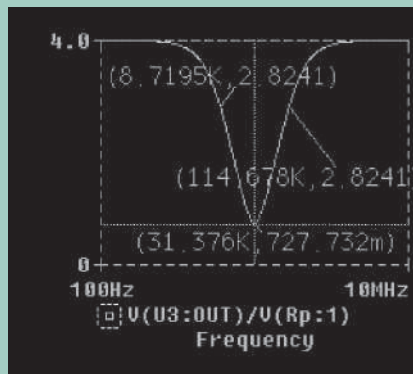 4.0
(8.7195K,2.8241)
(114.678K,2.8241
(31.376K,727.732m)
0
100Hz 10MHz
V(U3:OUT)/V(Rp:1)
Frequency